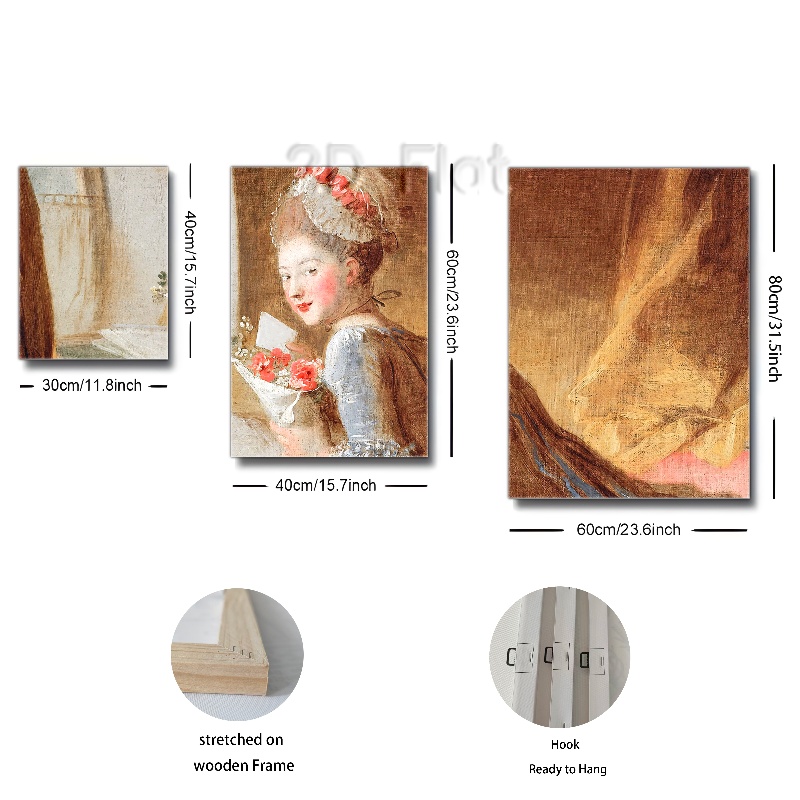 3D Flat
40cm/15.7inch
30cm/11.8inch
60cm/23.6inch
40cm/15.7inch
80cm/31.5inch
60cm/23.6inch
stretched on
wooden Frame
Hook
Ready to Hang